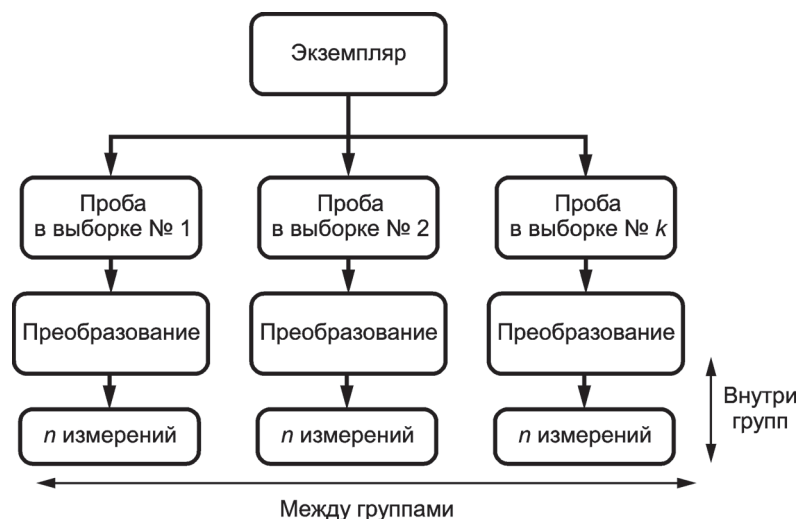 Экземпляр
Проба
в выборке № 1
Проба
в выборке № 2
Проба
в выборке № k
Преобразование
Преобразование
Преобразование
n измерений
n измерений
n измерений
Внутри
групп
Между группами